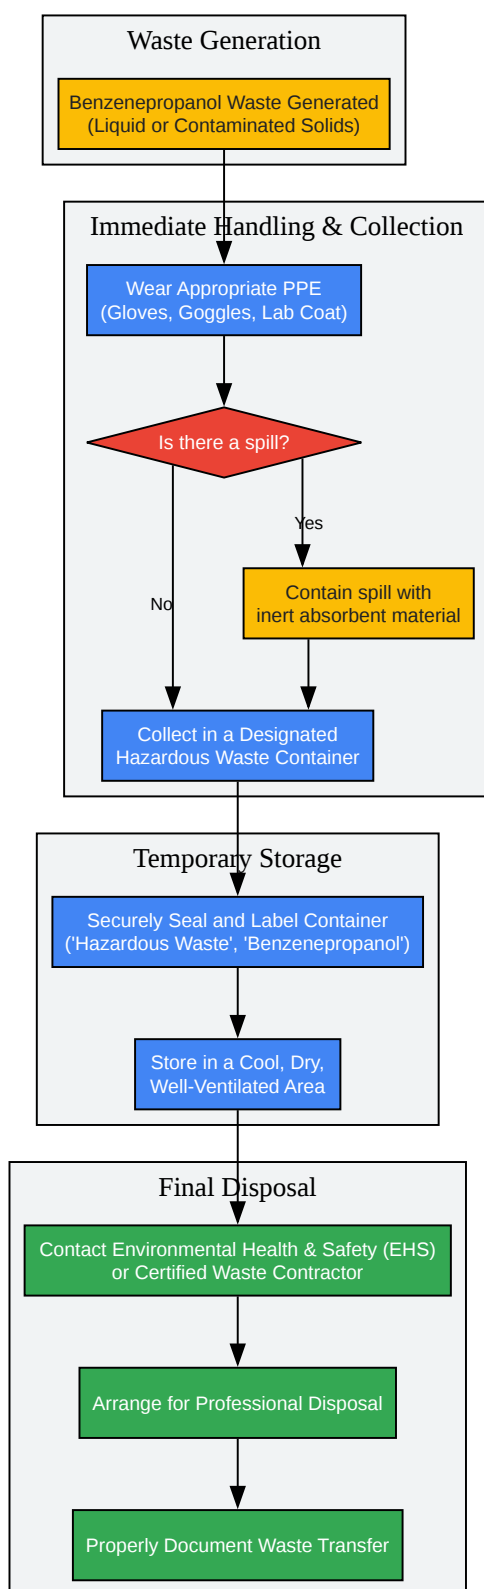 Waste Generation
Benzenepropanol Waste Generated
(Liquid or Contaminated Solids)
Immediate Handling & Collection
Wear Appropriate PPE
(Gloves, Goggles, Lab Coat)
Is there a spill?
Yes
Contain spill with
inert absorbent material
No
Collect in a Designated
Hazardous Waste Container
Temporary Storage
Securely Seal and Label Container
('Hazardous Waste', 'Benzenepropanol')
Store in a Cool, Dry,
Well-Ventilated Area
Final Disposal
Contact Environmental Health & Safety (EHS)
or Certified Waste Contractor
Arrange for Professional Disposal
Properly Document Waste Transfer